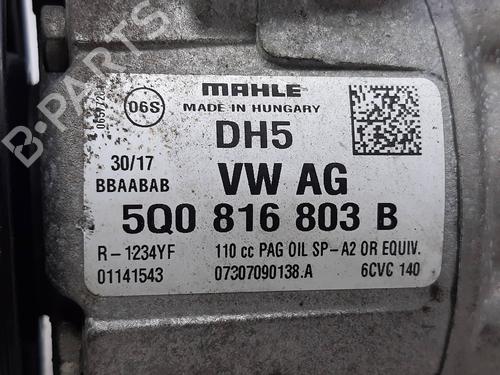 MAHLE
06S
MADE IN HUNGARY
DH5
30/17
BBAABAB
VW AG
5Q0 816 803 B
R-1234YF
110 cc PAG OIL SP-A2 OR EQUIV.
01141543
07307090138.A
6CVC 140